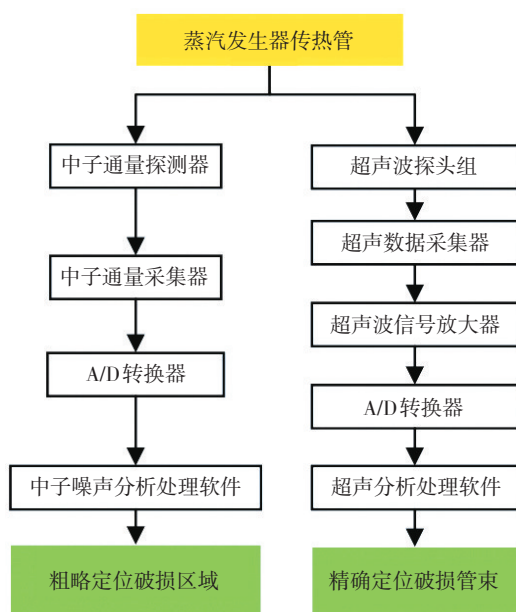 蒸汽发生器传热管
中子通量探测器
中子通量采集器
A/D转换器
中子噪声分析处理软件
粗略定位破损区域
超声波探头组
超声数据采集器
超声波信号放大器
A/D转换器
超声分析处理软件
精确定位破损管束